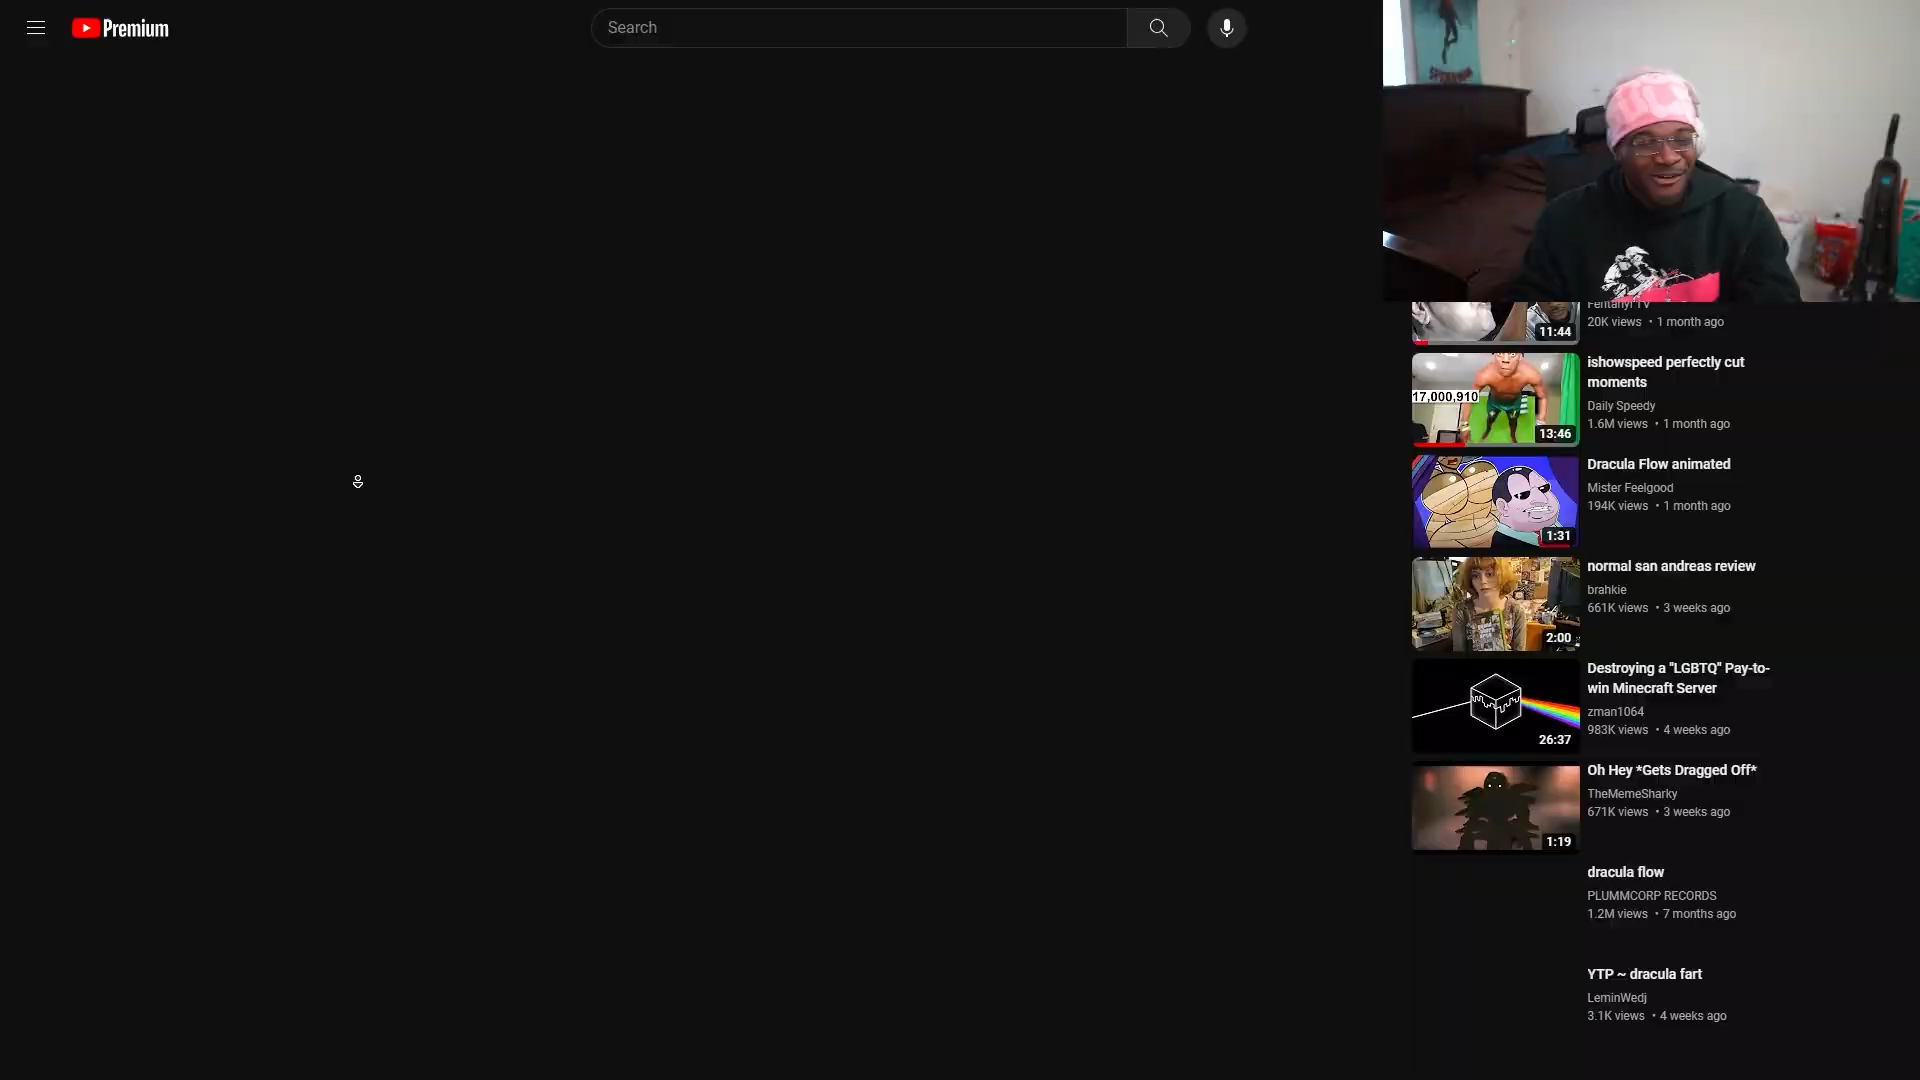 Premium
Search
Fentanyl TV
20K views • 1 month ago
11:44
ishowspeed perfectly cut
moments
17,000,910
Daily Speedy
1.6M views • 1 month ago
13:46
Dracula Flow animated
Mister Feelgood
194K views • 1 month ago
1:31
normal san andreas review
brahkie
661K views • 3 weeks ago
2:00
Destroying a "LGBTQ" Pay-to-
win Minecraft Server
zman1064
983K views • 4 weeks ago
26:37
Oh Hey *Gets Dragged Off*
TheMemeSharky
671K views • 3 weeks ago
1:19
dracula flow
PLUMMCORP RECORDS
1.2M views • 7 months ago
YTP ~ dracula fart
LeminWedj
3.1K views • 4 weeks ago